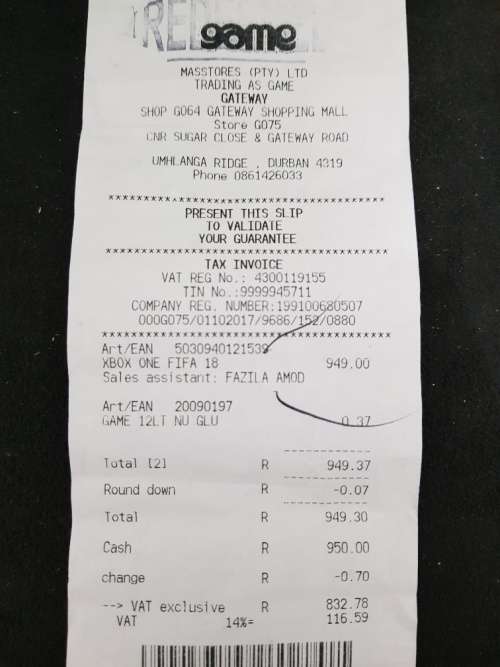 game
MASSTORES (PTY) LTD
TRADING AS GAME
GATEWAY
SHOP G064 GATEWAY SHOPPING MALL
Store G075
CNR SUGAR CLOSE & GATEWAY ROAD
UMHLANGA RIDGE , DURBAN 4319
Phone 0861426033
****************************************
PRESENT THIS SLIP
TO VALIDATE
YOUR GUARANTEE
****************************************
TAX INVOICE
VAT REG No.: 4300119155
TIN No.:9999945711
COMPANY REG. NUMBER:199100680507
000G075/01102017/9686/152/0880
****************************************
Art/EAN 5030940121539
XBOX ONE FIFA 18 949.00
Sales assistant: FAZILA AMOD
Art/EAN 20090197
GAME 12LT NU GLU 0.37
Total [2] R 949.37
Round down R -0.07
Total R 949.30
Cash R 950.00
change R -0.70
--> VAT exclusive R 832.78
VAT 14%= 116.59